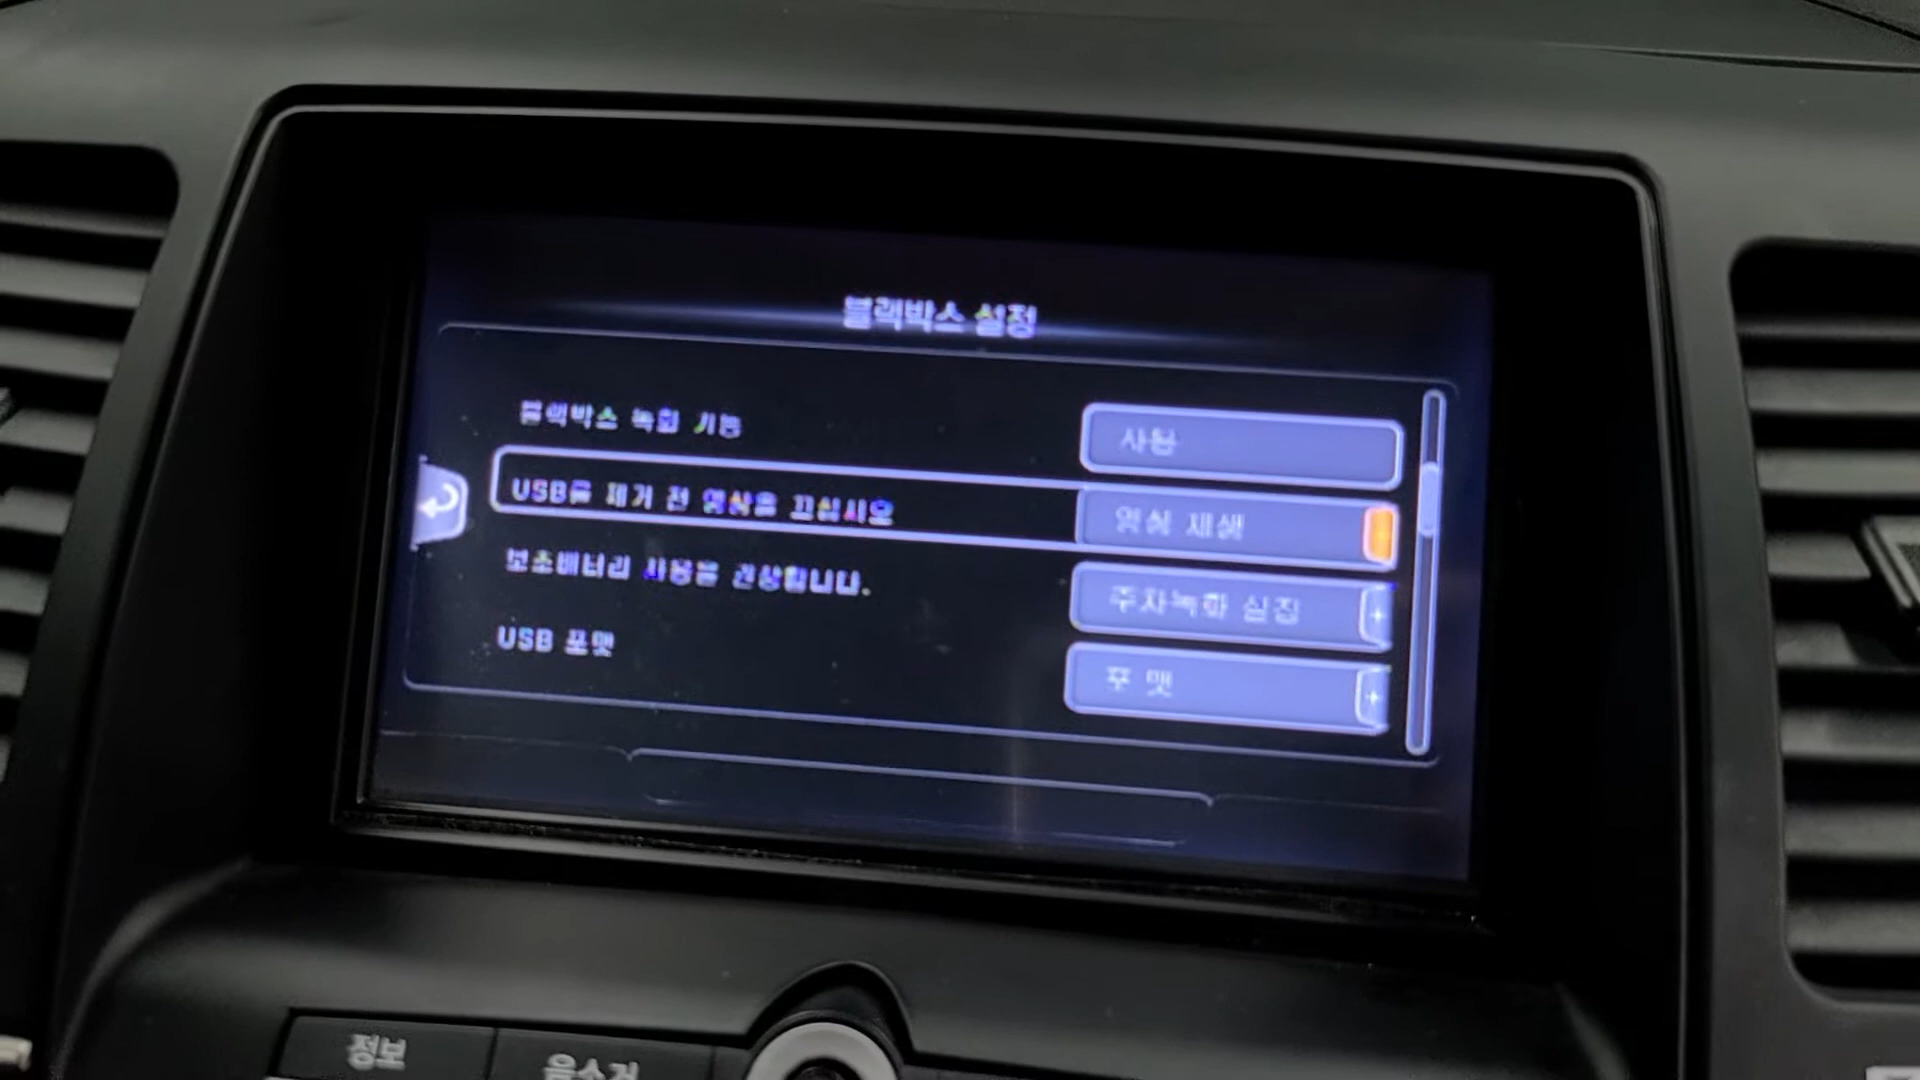 블랙박스 설정
블랙박스 녹화 기능
사용
USB를 제거 전 영상을 끄십시오
영상 재생
보조배터리 사용을 권장합니다.
주차녹화 설정
USB 포맷
포 맷
정보
음소거